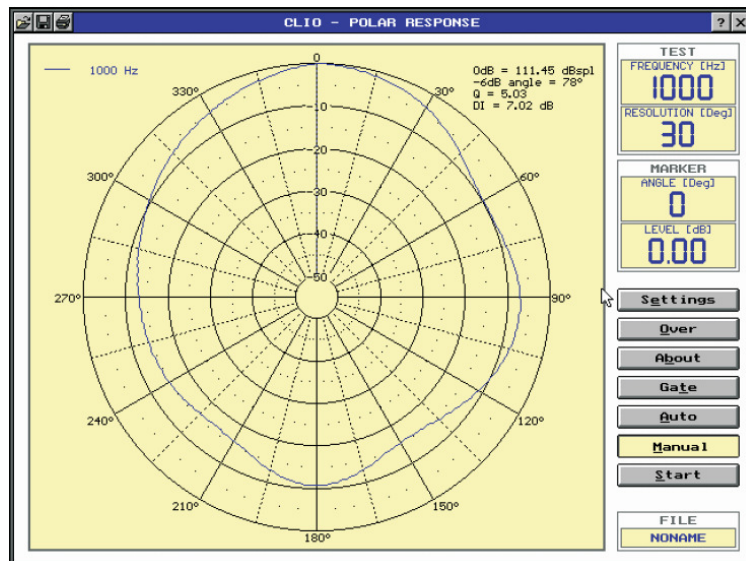 CLIO - POLAR RESPONSE
? X
1000 Hz
0dB = 111.45 dBspl
-6dB angle = 78°
Q = 5.03
DI = 7.02 dB
0
30°
60°
90°
120°
150°
180°
210°
240°
270°
300°
330°
-10
-20
-30
-40
-50
TEST
FREQUENCY [Hz]
1000
RESOLUTION [Deg]
30
MARKER
ANGLE [Deg]
0
LEVEL [dB]
0.00
Settings
Over
About
Gate
Auto
Manual
Start
FILE
NONAME